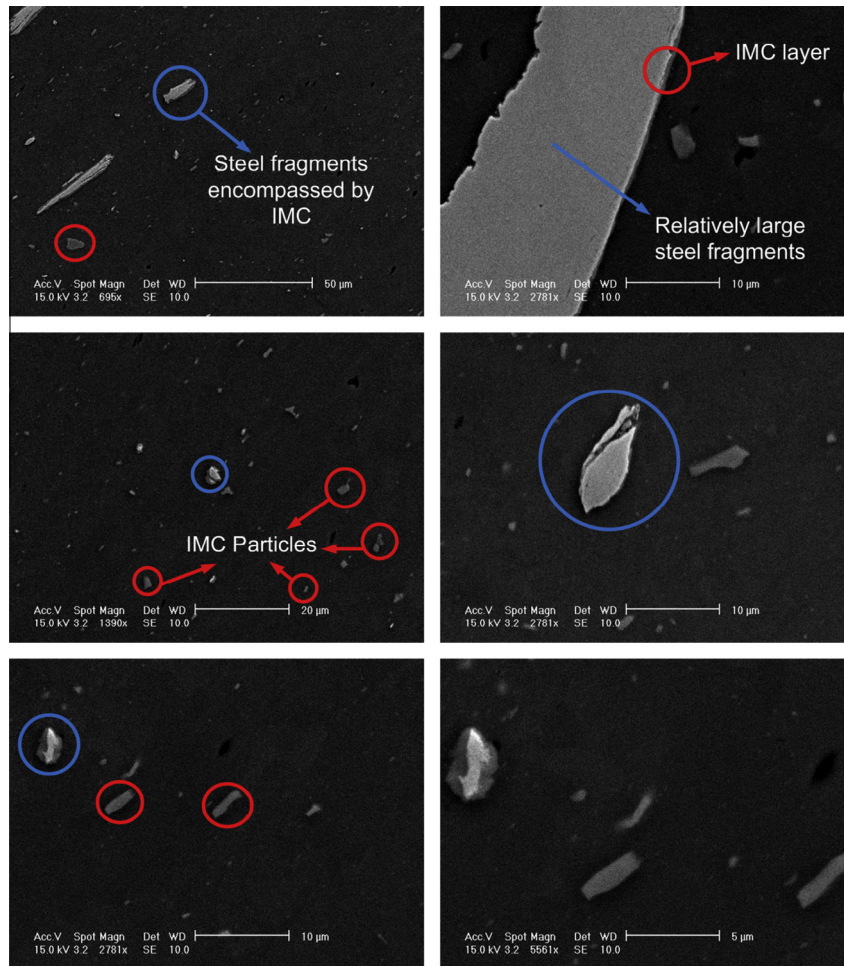 Steel fragments
encompassed by
IMC
Acc.V Spot Magn Det WD 50 µm
15.0 kV 3.2 695x SE 10.0
IMC layer
Relatively large
steel fragments
Acc.V Spot Magn Det WD 10 µm
15.0 kV 3.2 2781x SE 10.0
IMC Particles
Acc.V Spot Magn Det WD 20 µm
15.0 kV 3.2 1390x SE 10.0
Acc.V Spot Magn Det WD 10 µm
15.0 kV 3.2 2781x SE 10.0
Acc.V Spot Magn Det WD 10 µm
15.0 kV 3.2 2781x SE 10.0
Acc.V Spot Magn Det WD 5 µm
15.0 kV 3.2 5561x SE 10.0